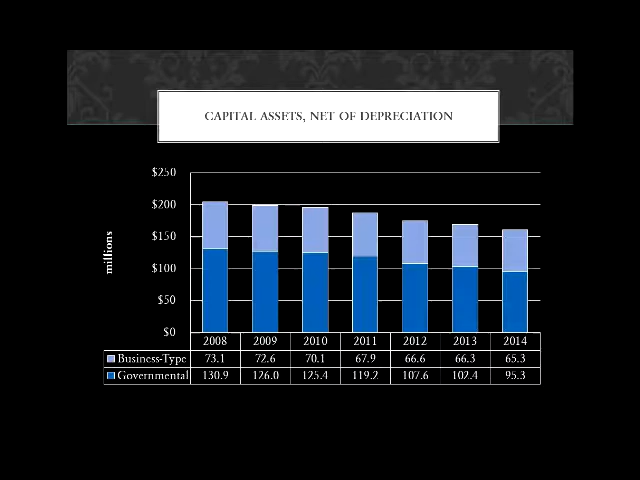 CAPITAL ASSETS, NET OF DEPRECIATION
$250
$200
$150
$100
$50
$0
millions
2008 2009 2010 2011 2012 2013 2014
Business-Type 73.1 72.6 70.1 67.9 66.6 66.3 65.3
Governmental 130.9 126.0 125.4 119.2 107.6 102.4 95.3